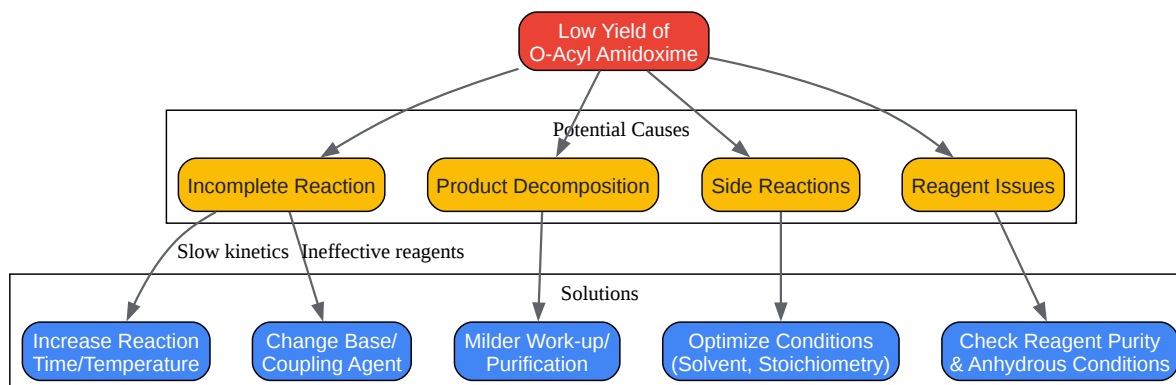 Low Yield of
O-Acyl Amidoxime
Potential Causes
Incomplete Reaction
Product Decomposition
Side Reactions
Reagent Issues
Slow kinetics
Ineffective reagents
Solutions
Increase Reaction
Time/Temperature
Change Base/
Coupling Agent
Milder Work-up/
Purification
Optimize Conditions
(Solvent, Stoichiometry)
Check Reagent Purity
& Anhydrous Conditions